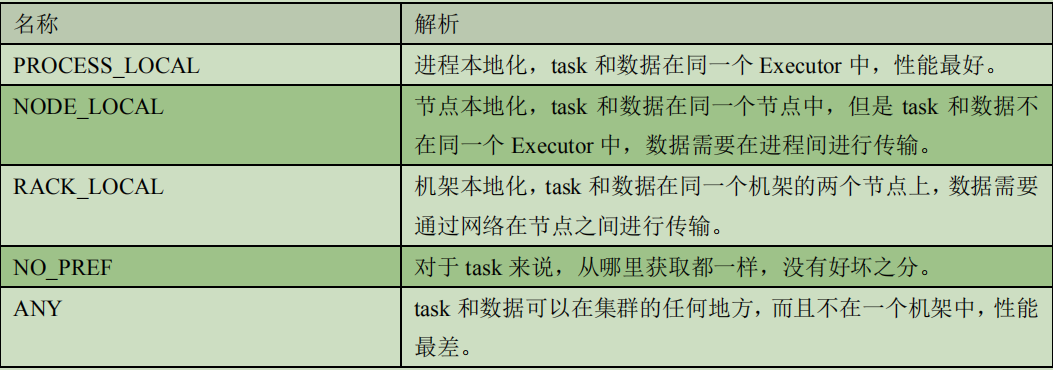 名称 解析
PROCESS_LOCAL 进程本地化，task 和数据在同一个 Executor 中，性能最好。
NODE_LOCAL 节点本地化，task 和数据在同一个节点中，但是 task 和数据不
在同一个 Executor 中，数据需要在进程间进行传输。
RACK_LOCAL 机架本地化，task 和数据在同一个机架的两个节点上，数据需要
通过网络在节点之间进行传输。
NO_PREF 对于 task 来说，从哪里获取都一样，没有好坏之分。
ANY task 和数据可以在集群的任何地方，而且不在一个机架中，性能
最差。